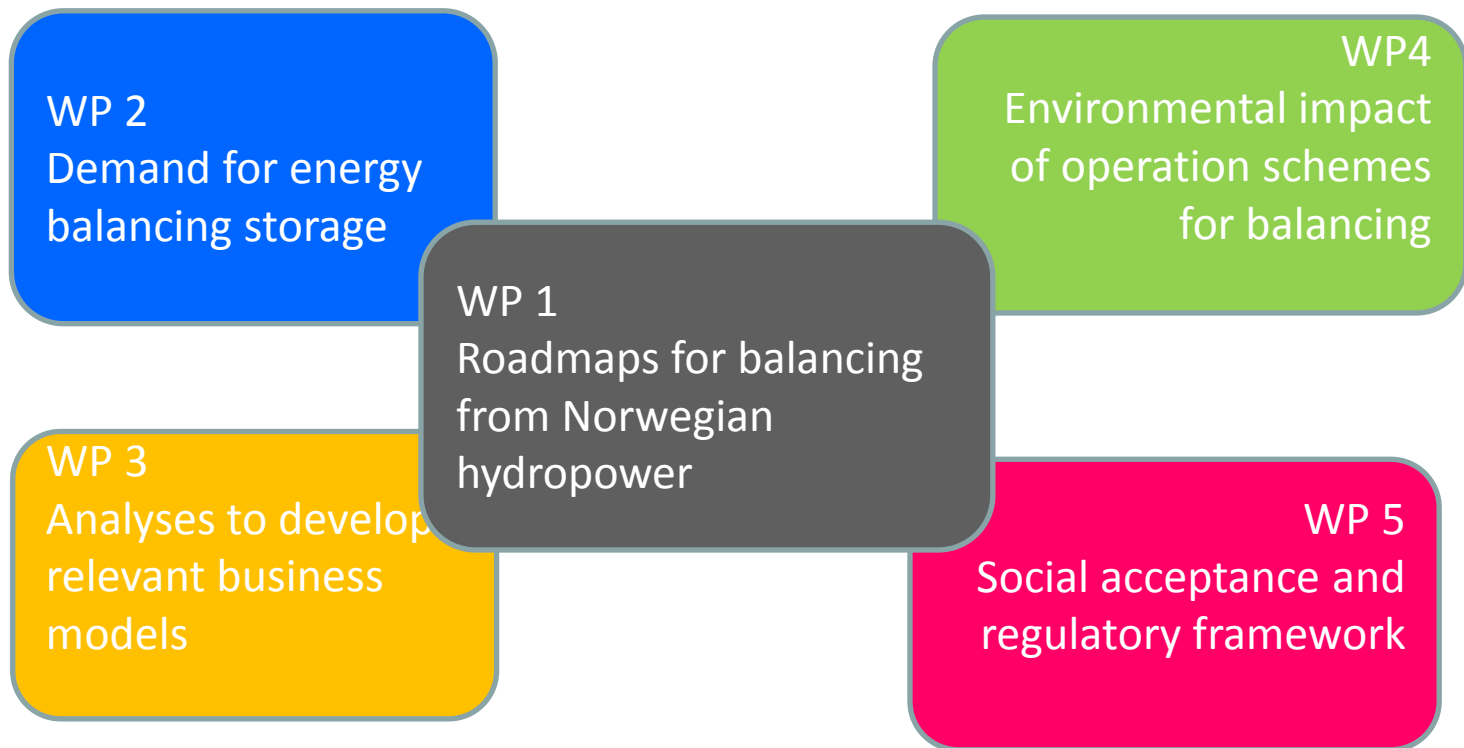 WP 2
Demand for energy
balancing storage
WP4
Environmental impact
of operation schemes
for balancing
WP 1
Roadmaps for balancing
from Norwegian
hydropower
WP 3
Analyses to develop
relevant business
models
WP 5
Social acceptance and
regulatory framework